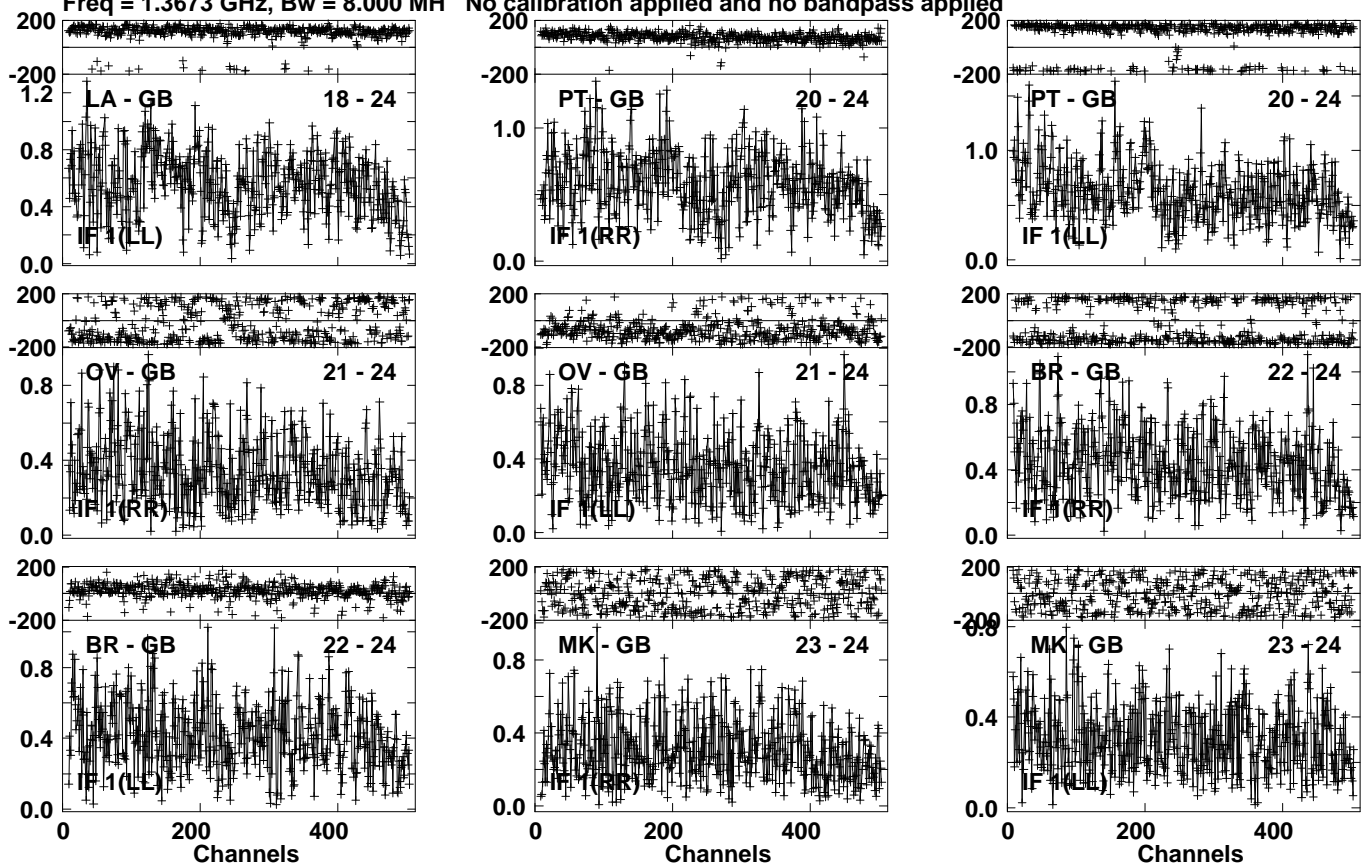 Freq = 1.3673 GHz, Bw = 8.000 MH No calibration applied and no bandpass applied
200 200 200
-200 -200 -200
LA - GB 18 - 24 PT - GB 20 - 24 PT - GB 20 - 24
1.2
1.0
1.0
0.8
0.4
IF 1(LL) IF 1(RR) IF 1(LL)
0.0 0.0 0.0
200 200 200
-200 -200 -200
OV - GB 21 - 24 OV - GB 21 - 24 BR - GB 22 - 24
0.8 0.8 0.8
0.4 0.4 0.4
IF 1(RR) IF 1(LL) IF 1(RR)
0.0 0.0 0.0
200 200 200
-200 -200 -200
0.8
BR - GB 22 - 24 MK - GB 23 - 24 MK - GB 23 - 24
0.8 0.8
0.4 0.4 0.4
IF 1(LL) IF 1(RR) IF 1(LL)
0.0 0.0 0.0
0 200 400 0 200 400 0 200 400
Channels Channels Channels